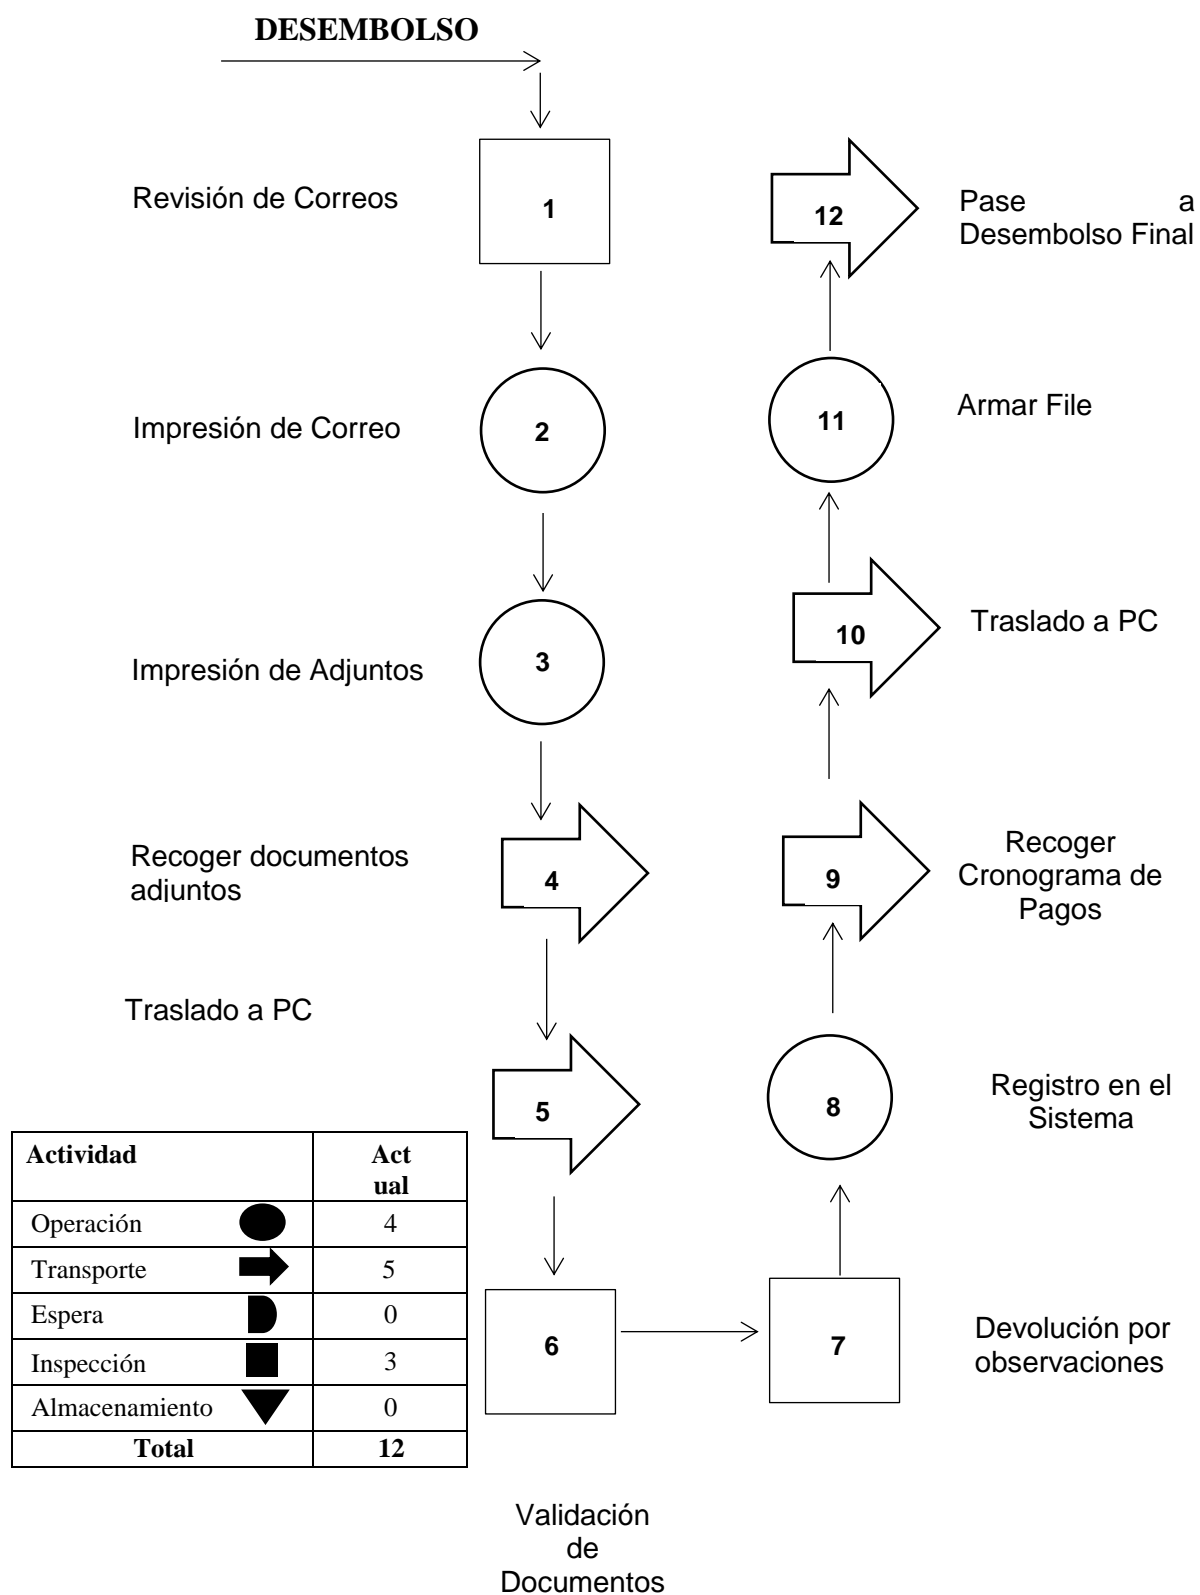 DESEMBOLSO
Revisión de Correos
1
Impresión de Correo
2
Impresión de Adjuntos
3
Recoger documentos
adjuntos
4
Traslado a PC
5
6
Validación
de
Documentos
7
Devolución por
observaciones
8
Registro en el
Sistema
9
Recoger
Cronograma de
Pagos
10
Traslado a PC
11
Armar File
12
Pase a
Desembolso Final
Actividad Act
ual
Operación 4
Transporte 5
Espera 0
Inspección 3
Almacenamiento 0
Total 12